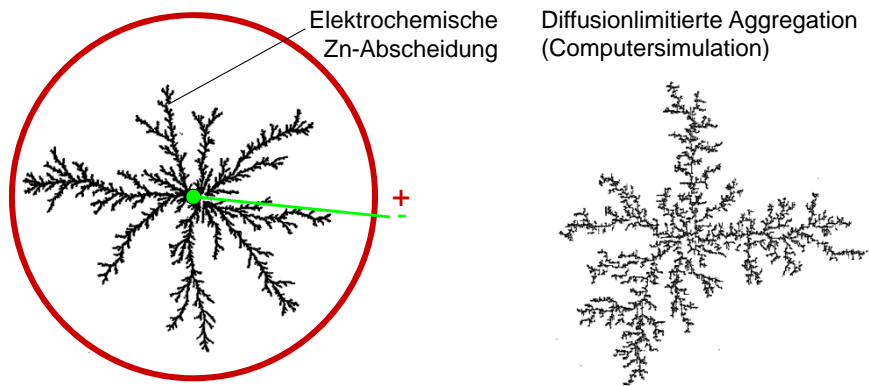 Elektrochemische
Zn-Abscheidung
Diffusionlimitierte Aggregation
(Computersimulation)
+
-